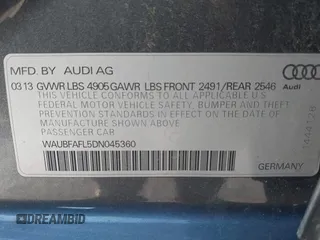 MFD. BY AUDI AG
03 13 GVWR LBS 4905 GAWR LBS FRONT 2491/REAR 2546
THIS VEHICLE CONFORMS TO ALL APPLICABLE U.S
FEDERAL MOTOR VEHICLE SAFETY, BUMPER AND THEFT
PREVENTION STANDARDS IN EFFECT ON THE DATE OF
MANUFACTURE SHOWN ABOVE
PASSENGER CAR
WAUBFAFL5DN045360
GERMANY
Audi
© DREAMBID